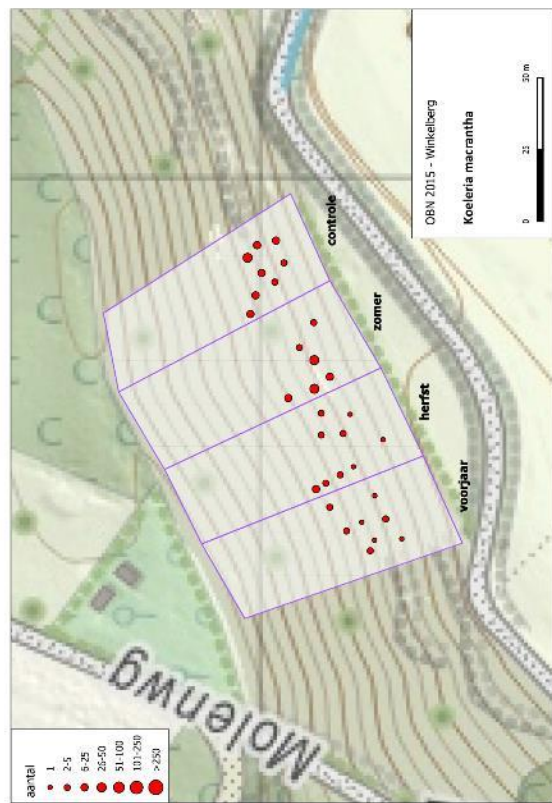 aantal
1
2-5
6-25
26-50
51-100
101-250
>250
Molenwg
voorjaar
herfst
zomer
controle
OBN 2015 - Winkelberg
Koeleria macrantha
0 25 50 m